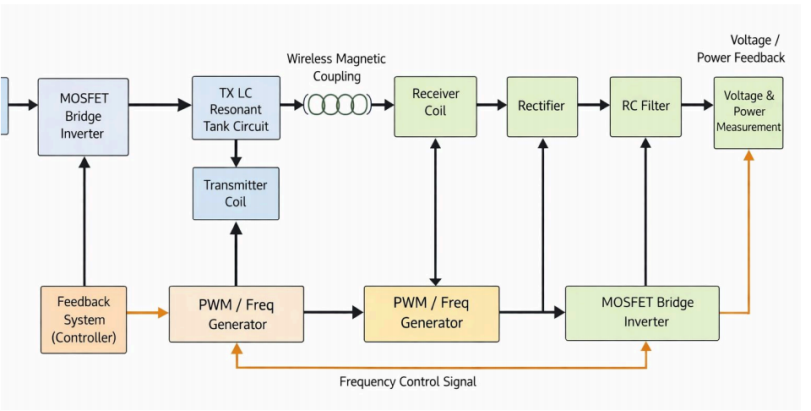 Voltage /
Power Feedback
Wireless Magnetic
Coupling
MOSFET
Bridge
Inverter
TX LC
Resonant
Tank Circuit
Receiver
Coil
Rectifier
RC Filter
Voltage &
Power
Measurement
Transmitter
Coil
Feedback
System
(Controller)
PWM / Freq
Generator
PWM / Freq
Generator
MOSFET Bridge
Inverter
Frequency Control Signal